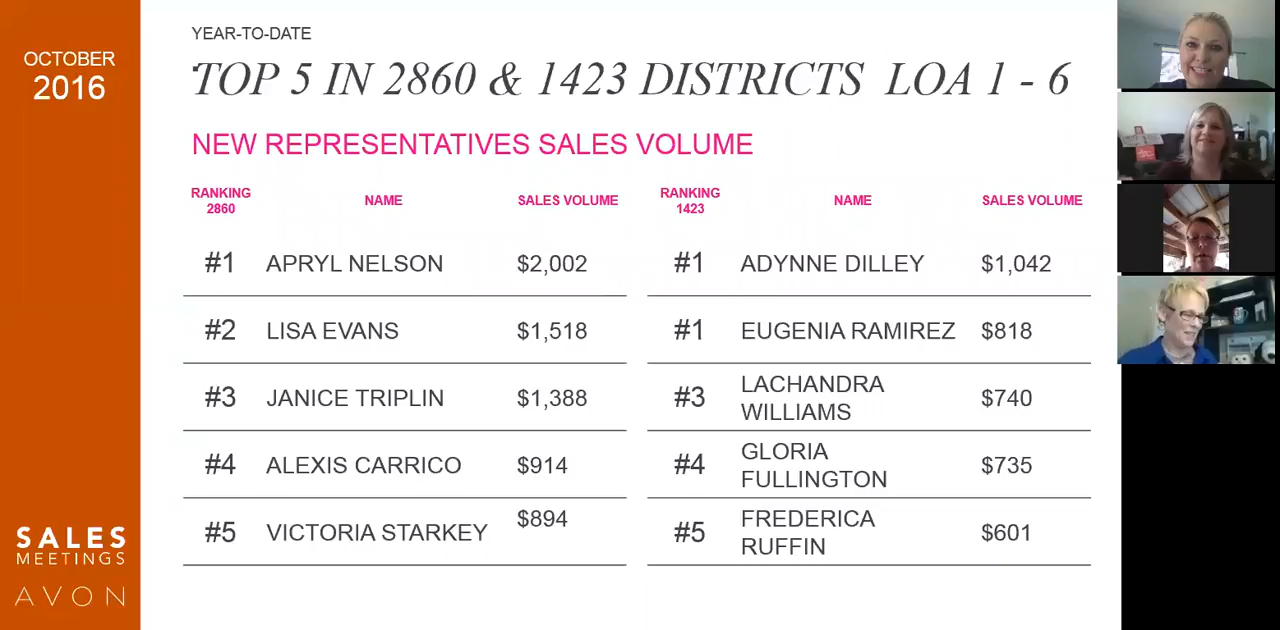 OCTOBER
2016
YEAR-TO-DATE
TOP 5 IN 2860 & 1423 DISTRICTS LOA 1 - 6
NEW REPRESENTATIVES SALES VOLUME
RANKING 2860 NAME SALES VOLUME
#1 APRYL NELSON $2,002
#2 LISA EVANS $1,518
#3 JANICE TRIPLIN $1,388
#4 ALEXIS CARRICO $914
#5 VICTORIA STARKEY $894
RANKING 1423 NAME SALES VOLUME
#1 ADYNNE DILLEY $1,042
#1 EUGENIA RAMIREZ $818
#3 LACHANDRA WILLIAMS $740
#4 GLORIA FULLINGTON $735
#5 FREDERICA RUFFIN $601
SALES
MEETINGS
AVON